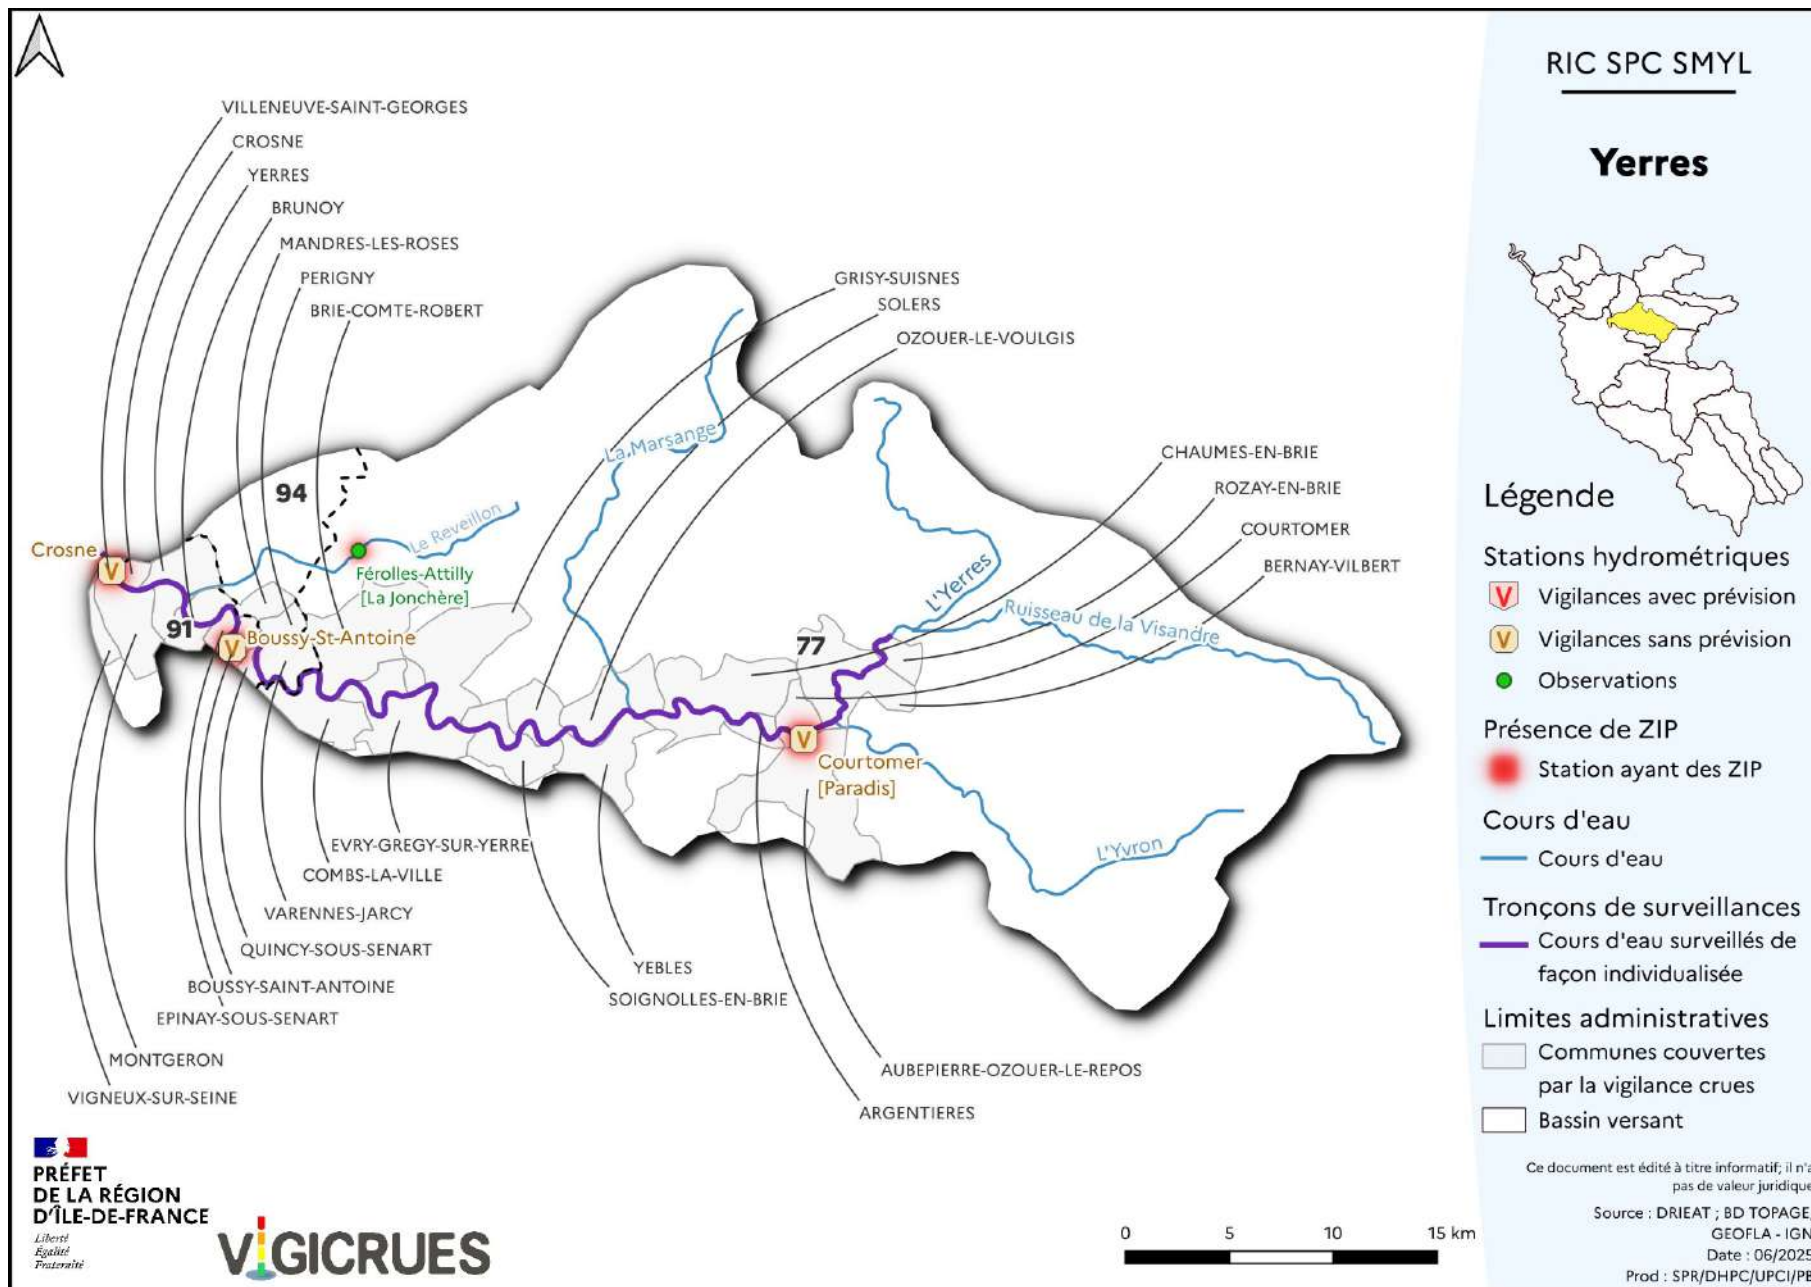 VILLENEUVE-SAINT-GEORGES
CROSNE
YERRES
BRUNOY
MANDRES-LES-ROSES
PERIGNY
BRIE-COMTE-ROBERT
GRISY-SUISNES
SOLERS
OZOUER-LE-VOULGIS
CHAUMES-EN-BRIE
ROZAY-EN-BRIE
COURTOMER
BERNAY-VILBERT
La Marsange
94
Le Reveillon
Crosne
V
Férolles-Attilly
[La Jonchère]
L'Yerres
Ruisseau de la Visandre
91
V
Boussy-St-Antoine
77
V
Courtomer
[Paradis]
L'Yvron
EVRY-GREGY-SUR-YERRE
COMBS-LA-VILLE
VARENNES-JARCY
QUINCY-SOUS-SENART
BOUSSY-SAINT-ANTOINE
EPINAY-SOUS-SENART
MONTGERON
VIGNEUX-SUR-SEINE
YEBLES
SOIGNOLLES-EN-BRIE
AUBEPIERRE-OZOUER-LE-REPOS
ARGENTIERES
PRÉFET
DE LA RÉGION
D'ÎLE-DE-FRANCE
Liberté
Égalité
Fraternité
VIGICRUES
0 5 10 15 km
RIC SPC SMYL
Yerres
Légende
Stations hydrométriques
V Vigilances avec prévision
V Vigilances sans prévision
Observations
Présence de ZIP
Station ayant des ZIP
Cours d'eau
Cours d'eau
Tronçons de surveillances
Cours d'eau surveillés de
façon individualisée
Limites administratives
Communes couvertes
par la vigilance crues
Bassin versant
Ce document est édité à titre informatif; il n'a
pas de valeur juridique
Source : DRIEAT ; BD TOPAGE,
GEOFLA - IGN
Date : 06/2025
Prod : SPR/DHPC/UPCI/PB